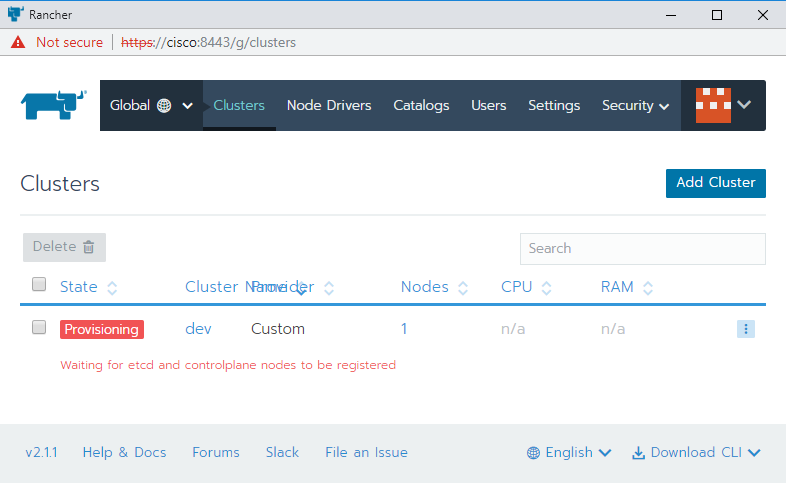 Rancher
Not secure | https://cisco:8443/g/clusters
Global Clusters Node Drivers Catalogs Users Settings Security
Clusters Add Cluster
Delete Search
State Cluster Name Provider Nodes CPU RAM
Provisioning dev Custom 1 n/a n/a
Waiting for etcd and controlplane nodes to be registered
v2.1.1 Help & Docs Forums Slack File an Issue English Download CLI